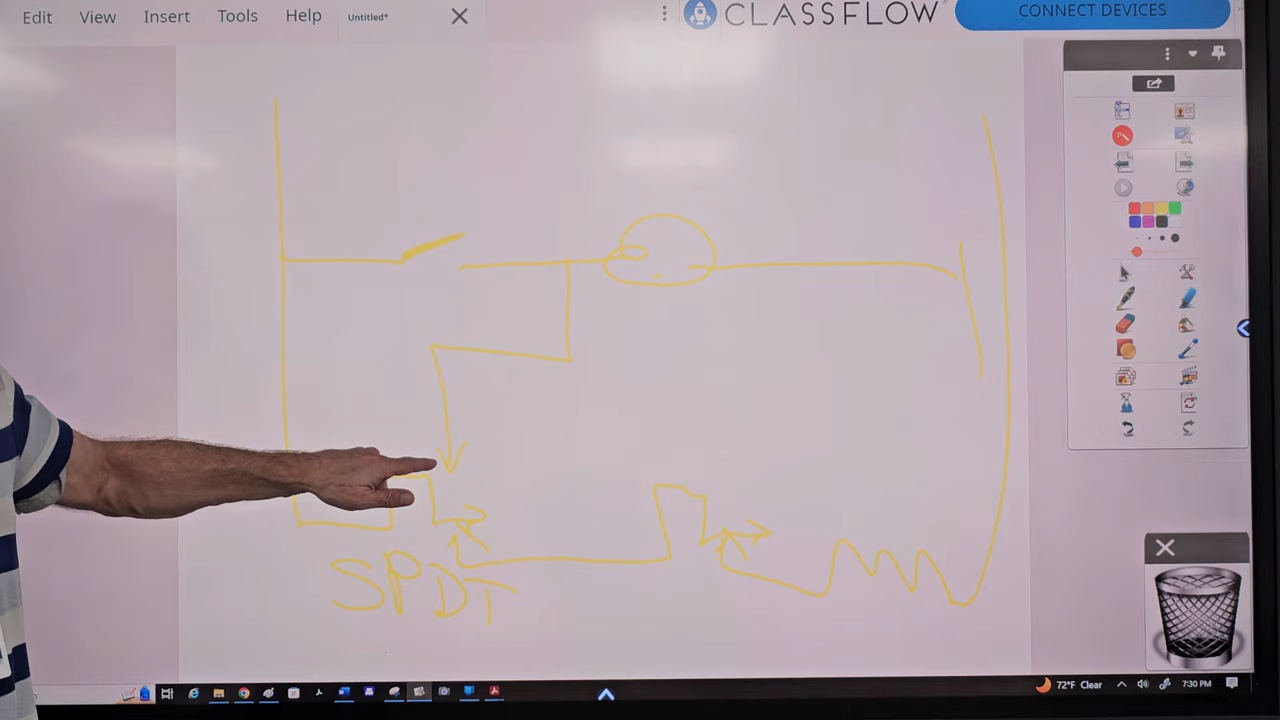 Edit View Insert Tools Help Untitled*
CLASSFLOW
CONNECT DEVICES
SPDT
72°F Clear
7:30 PM